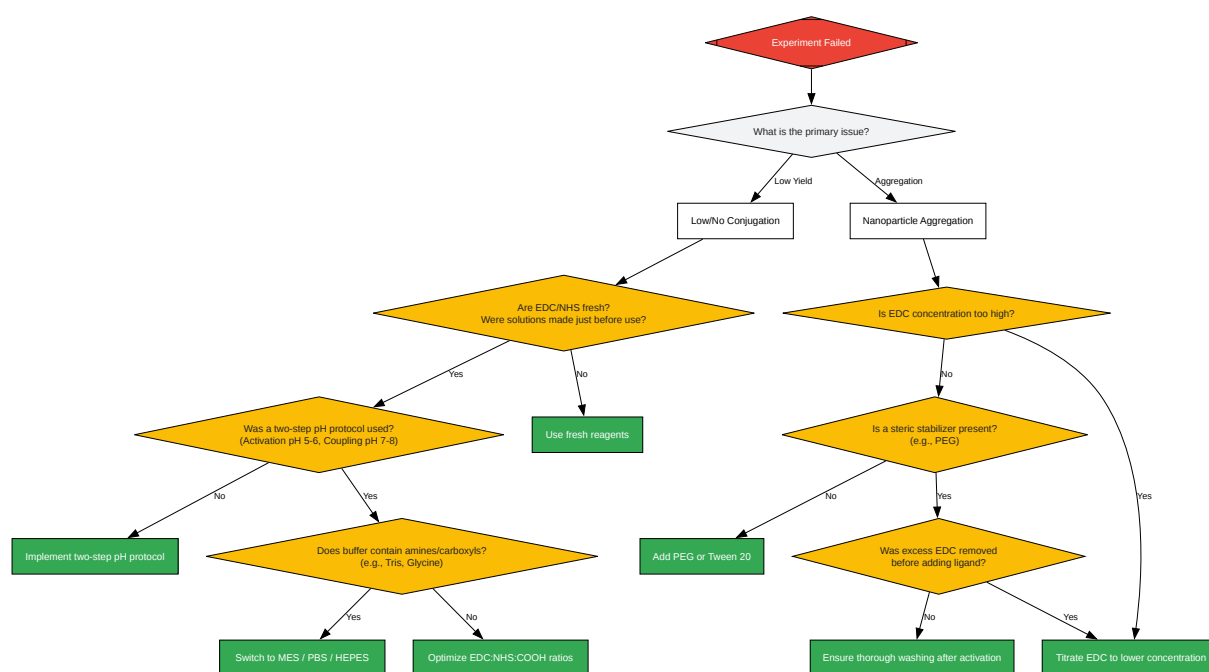 Experiment Failed
What is the primary issue?
Low Yield
Aggregation
Low/No Conjugation
Nanoparticle Aggregation
Are EDC/NHS fresh?
Were solutions made just before use?
Is EDC concentration too high?
Yes
No
No
Was a two-step pH protocol used?
(Activation pH 5-6, Coupling pH 7-8)
Use fresh reagents
Is a steric stabilizer present?
(e.g., PEG)
No
Yes
No
Yes
Yes
Implement two-step pH protocol
Does buffer contain amines/carboxyls?
(e.g., Tris, Glycine)
Add PEG or Tween 20
Was excess EDC removed
before adding ligand?
Yes
No
No
Yes
Switch to MES / PBS / HEPES
Optimize EDC:NHS:COOH ratios
Ensure thorough washing after activation
Titrate EDC to lower concentration